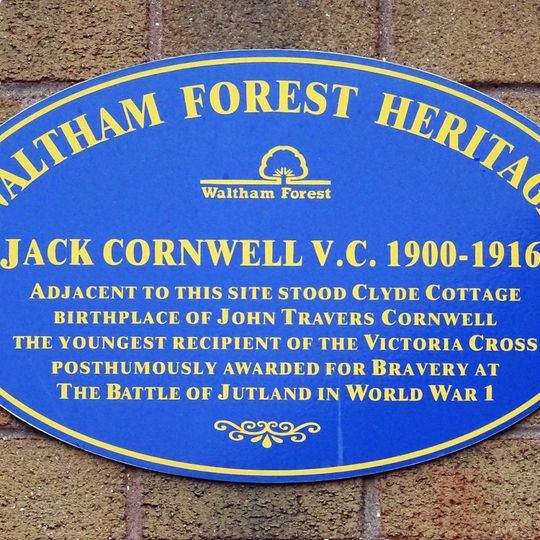 WALTHAM FOREST HERITAGE
Waltham Forest
JACK CORNWELL V.C. 1900-1916
ADJACENT TO THIS SITE STOOD CLYDE COTTAGE
BIRTHPLACE OF JOHN TRAVERS CORNWELL
THE YOUNGEST RECIPIENT OF THE VICTORIA CROSS
POSTHUMOUSLY AWARDED FOR BRAVERY AT
THE BATTLE OF JUTLAND IN WORLD WAR 1